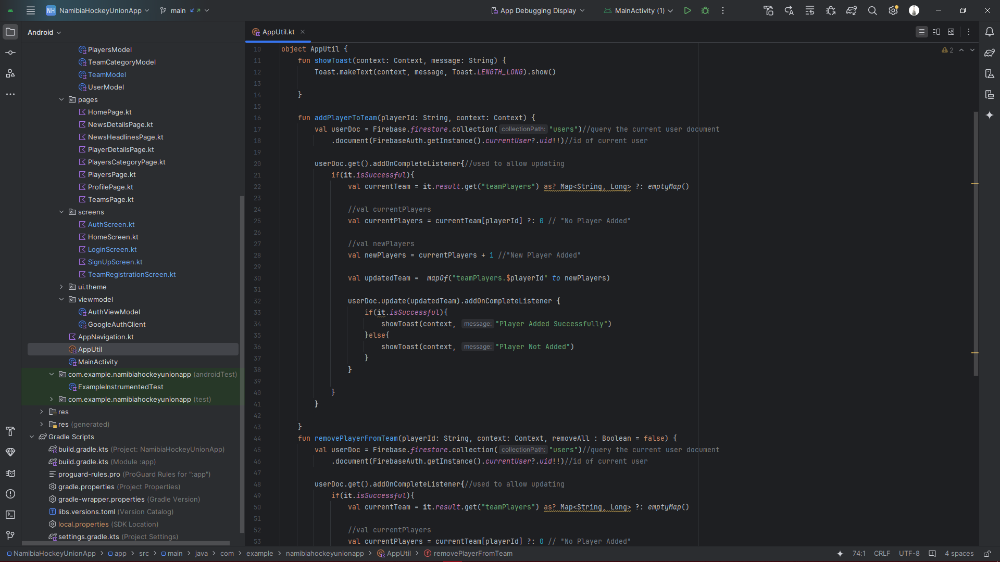 NH NamibiaHockeyUnionApp main App Debugging Display MainActivity (1)
Android
PlayersModel
TeamCategoryModel
TeamModel
UserModel
pages
HomePage.kt
NewsDetailsPage.kt
NewsHeadlinesPage.kt
PlayerDetailsPage.kt
PlayersCategoryPage.kt
PlayersPage.kt
ProfilePage.kt
TeamsPage.kt
screens
AuthScreen.kt
HomeScreen.kt
LoginScreen.kt
SignUpScreen.kt
TeamRegistrationScreen.kt
ui.theme
viewmodel
AuthViewModel
GoogleAuthClient
AppNavigation.kt
AppUtil
MainActivity
com.example.namibiahockeyunionapp (androidTest)
ExampleInstrumentedTest
com.example.namibiahockeyunionapp (test)
res
res (generated)
Gradle Scripts
build.gradle.kts (Project: NamibiaHockeyUnionApp)
build.gradle.kts (Module :app)
proguard-rules.pro (ProGuard Rules for ":app")
gradle.properties (Project Properties)
gradle-wrapper.properties (Gradle Version)
libs.versions.toml (Version Catalog)
local.properties (SDK Location)
settings.gradle.kts (Project Settings)
AppUtil.kt
2
10 object AppUtil {
11 fun showToast(context: Context, message: String) {
12 Toast.makeText(context, message, Toast.LENGTH_LONG).show()
13
14 }
15
16 fun addPlayerToTeam(playerId: String, context: Context) {
17 val userDoc = Firebase.firestore.collection( collectionPath: "users")//query the current user document
18 .document(FirebaseAuth.getInstance().currentUser?.uid!!)//id of current user
19
20 userDoc.get().addOnCompleteListener{//used to allow updating
21 if(it.isSuccessful){
22 val currentTeam = it.result.get("teamPlayers") as? Map<String, Long> ?: emptyMap()
23
24 //val currentPlayers
25 val currentPlayers = currentTeam[playerId] ?: 0 // "No Player Added"
26
27 //val newPlayers
28 val newPlayers = currentPlayers + 1 //"New Player Added"
29
30 val updatedTeam = mapOf("teamPlayers.$playerId" to newPlayers)
31
32 userDoc.update(updatedTeam).addOnCompleteListener {
33 if(it.isSuccessful){
34 showToast(context, message: "Player Added Successfully")
35 }else{
36 showToast(context, message: "Player Not Added")
37 }
38 }
39
40 }
41 }
42
43 }
44 fun removePlayerFromTeam(playerId: String, context: Context, removeAll : Boolean = false) {
45 val userDoc = Firebase.firestore.collection( collectionPath: "users")//query the current user document
46 .document(FirebaseAuth.getInstance().currentUser?.uid!!)//id of current user
47
48 userDoc.get().addOnCompleteListener{//used to allow updating
49 if(it.isSuccessful){
50 val currentTeam = it.result.get("teamPlayers") as? Map<String, Long> ?: emptyMap()
51
52 //val currentPlayers
53 val currentPlayers = currentTeam[playerId] ?: 0 // "No Player Added"
NamibiaHockeyUnionApp > app > src > main > java > com > example > namibiahockeyunionapp > AppUtil > removePlayerFromTeam 74:1 CRLF UTF-8 4 spaces